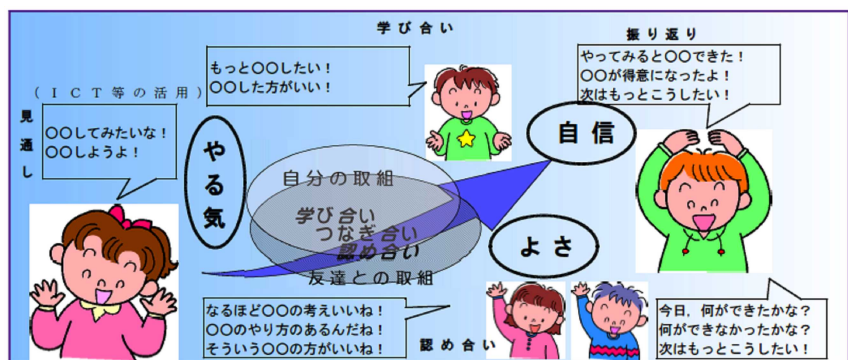 学び合い
振り返り
もっと〇〇したい！
〇〇した方がいい！
やってみると〇〇できた！
〇〇が得意になったよ！
次はもっとこうしたい！
（ＩＣＴ等の活用）
見通し
〇〇してみたいな！
〇〇しようよ！
やる気
自信
自分の取組
学び合い
つなぎ合い
認め合い
友達との取組
よさ
なるほど〇〇の考えいいね！
〇〇のやり方のあるんだね！
そういう〇〇の方がいいね！
認め合い
今日，何ができたかな？
何ができなかったかな？
次はもっとこうしたい！